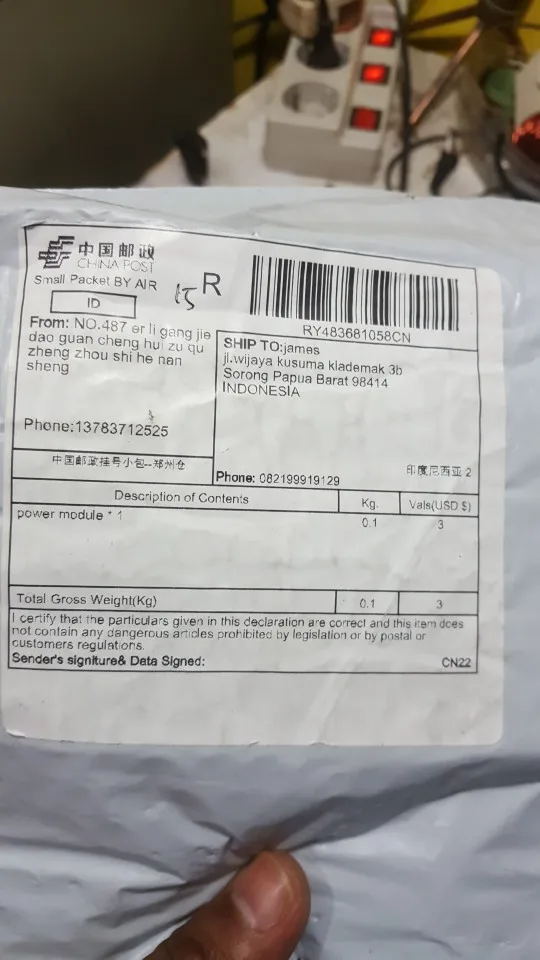 中国邮政
CHINA POST
Small Packet BY AIR
ID
15
R
RY483681058CN
From: NO.487 er li gang jie
dao guan cheng hui zu qu
zheng zhou shi he nan
sheng
Phone:13783712525
中国邮政挂号小包--郑州仓
SHIP TO:james
jl.wijaya kusuma klademak 3b
Sorong Papua Barat 98414
INDONESIA
印度尼西亚 2
Phone: 082199919129
Description of Contents Kg. Vals(USD $)
power module * 1 0.1 3
Total Gross Weight(Kg) 0.1 3
I certify that the particulars given in this declaration are correct and this item does
not contain any dangerous articles prohibited by legislation or by postal or
customers regulations.
Sender's signiture& Data Signed: CN22